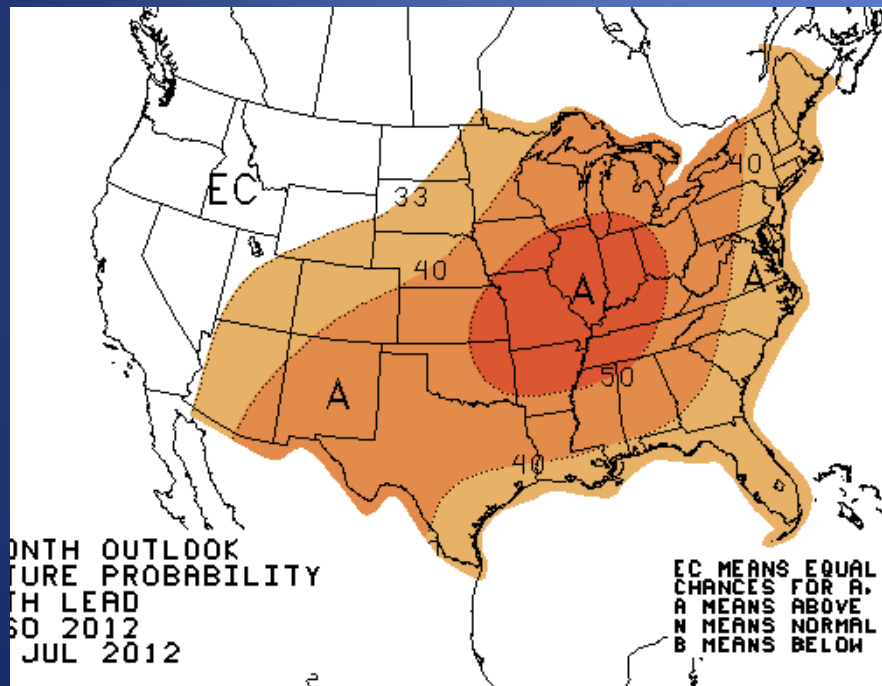 EC
33
40
40
A
A
A
50
40
ONTH OUTLOOK
TURE PROBABILITY
TH LEAD
SO 2012
JUL 2012
EC MEANS EQUAL
CHANCES FOR A,
A MEANS ABOVE
N MEANS NORMAL
B MEANS BELOW